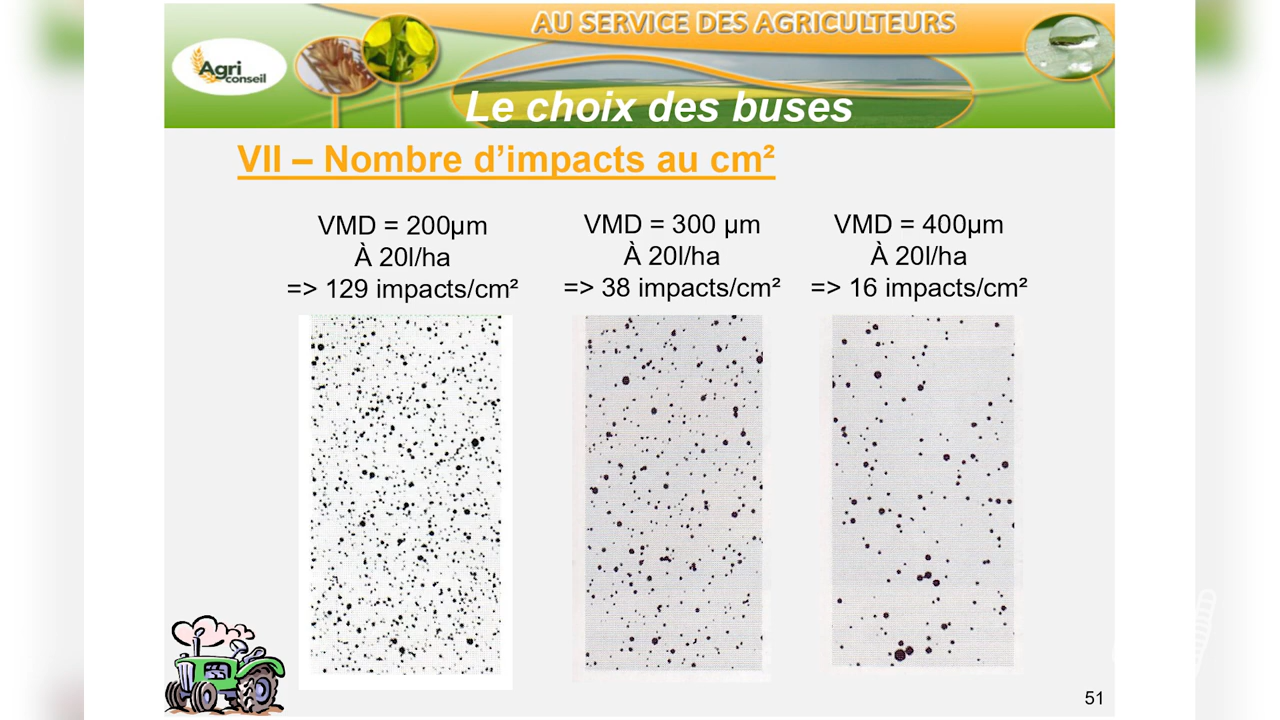 AU SERVICE DES AGRICULTEURS
Agri
conseil
Le choix des buses
VII – Nombre d’impacts au cm²
VMD = 200µm
À 20l/ha
=> 129 impacts/cm²
VMD = 300 µm
À 20l/ha
=> 38 impacts/cm²
VMD = 400µm
À 20l/ha
=> 16 impacts/cm²
51